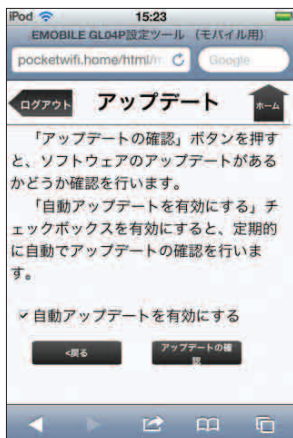 iPod 15:23
EMOBILE GL04P設定ツール （モバイル用）
pocketwifi.home/html/m Google
ログアウト アップデート ホーム
「アップデートの確認」ボタンを押す
と、ソフトウェアのアップデートがある
かどうか確認を行います。
「自動アップデートを有効にする」チ
ェックボックスを有効にすると、定期的
に自動でアップデートの確認を行いま
す。
自動アップデートを有効にする
<戻る アップデートの確
認